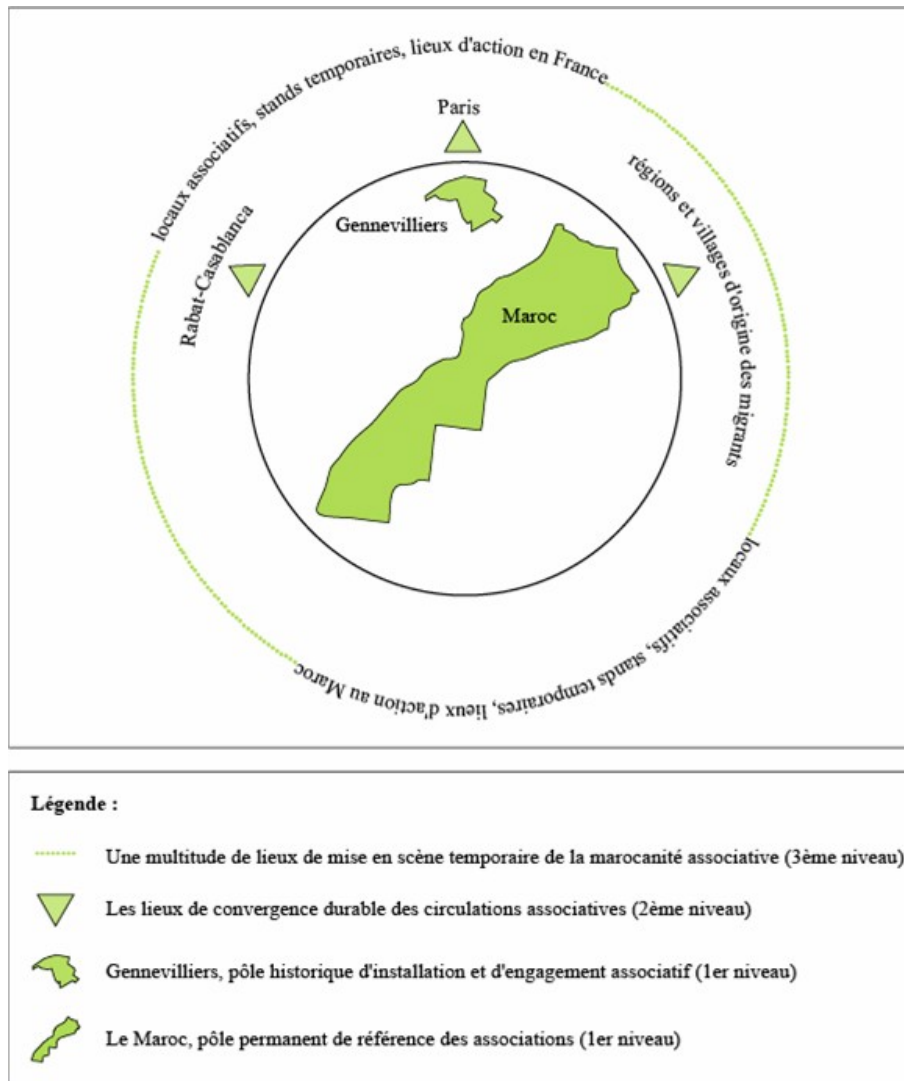 locaux associatifs, stands temporaires, lieux d'action en France
Paris
régions et villages d'origine des migrants
Gennevilliers
Rabat-Casablanca
Maroc
locaux associatifs, stands temporaires, lieux d'action au Maroc
Légende :
Une multitude de lieux de mise en scène temporaire de la marocanité associative (3ème niveau)
Les lieux de convergence durable des circulations associatives (2ème niveau)
Gennevilliers, pôle historique d'installation et d'engagement associatif (1er niveau)
Le Maroc, pôle permanent de référence des associations (1er niveau)